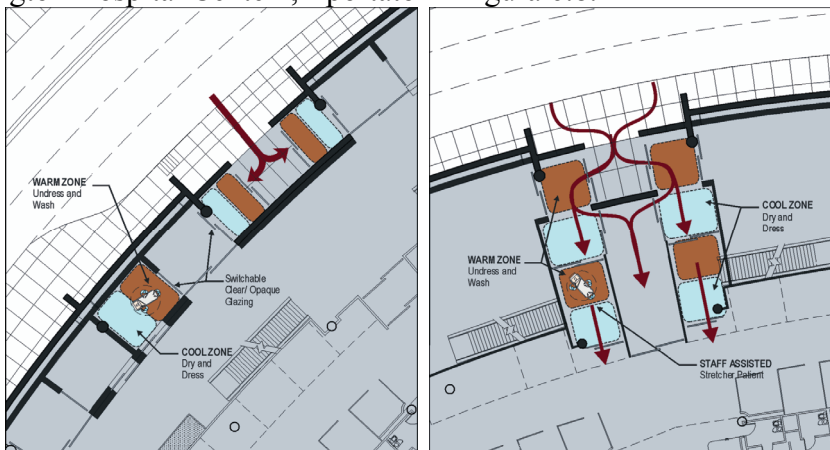 WARM ZONE
Undress and
Wash
Switchable
Clear/ Opaque
Glazing
COOL ZONE
Dry and
Dress
COOL ZONE
Dry and
Dress
WARM ZONE
Undress and
Wash
STAFF ASSISTED
Stretcher Patient